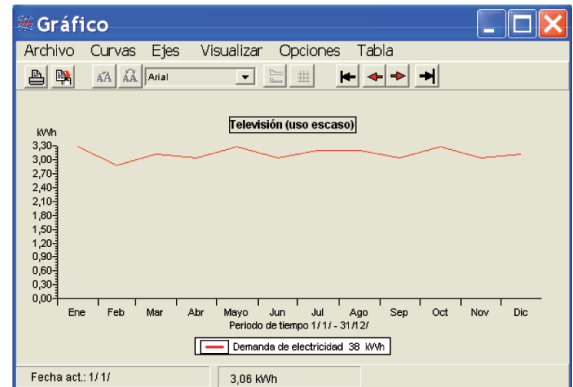 Gráfico
Archivo Curvas Ejes Visualizar Opciones Tabla
Arial
Televisión (uso escaso)
kWh
3,30
3,00
2,70
2,40
2,10
1,80
1,50
1,20
0,90
0,60
0,30
0,00
Ene Feb Mar Abr Mayo Jun Jul Ago Sep Oct Nov Dic
Periodo de tiempo 1/1/ - 31/12/
Demanda de electricidad 38 kWh
Fecha act.: 1/1/ 3,06 kWh